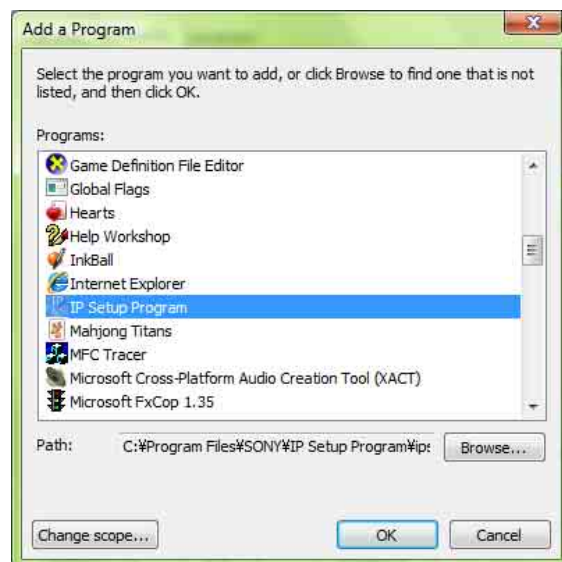 Add a Program
Select the program you want to add, or click Browse to find one that is not
listed, and then click OK.
Programs:
Game Definition File Editor
Global Flags
Hearts
Help Workshop
InkBall
Internet Explorer
IP Setup Program
Mahjong Titans
MFC Tracer
Microsoft Cross-Platform Audio Creation Tool (XACT)
Microsoft FxCop 1.35
Path: C:¥Program Files¥SONY¥IP Setup Program¥ips Browse...
Change scope... OK Cancel